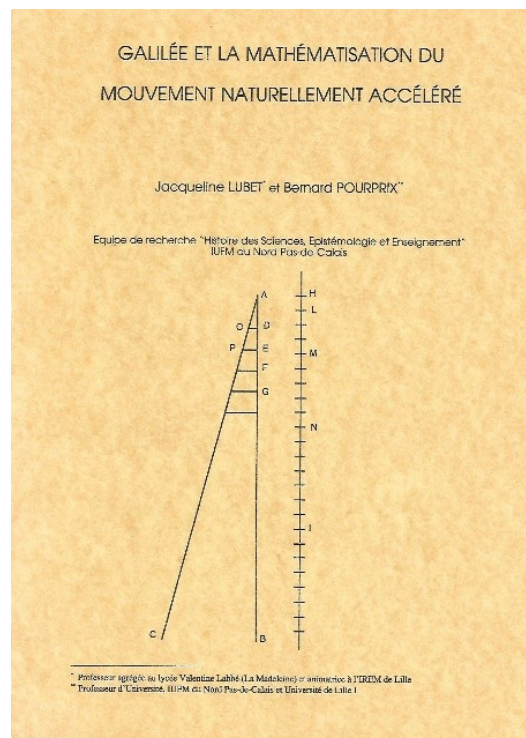 GALILÉE ET LA MATHÉMATISATION DU
MOUVEMENT NATURELLEMENT ACCÉLÉRÉ
Jacqueline LUBET* et Bernard POURPRIX**
Equipe de recherche "Histoire des Sciences, Epistémologie et Enseignement"
IUFM du Nord Pas-de-Calais
A H
L
O D
P E M
F
G
N
I
C B
* Professeur agrégée au lycée Valentine Labbé (La Madeleine) et animatrice à l'IREM de Lille
** Professeur d'Université, IUFM du Nord Pas-de-Calais et Université de Lille I